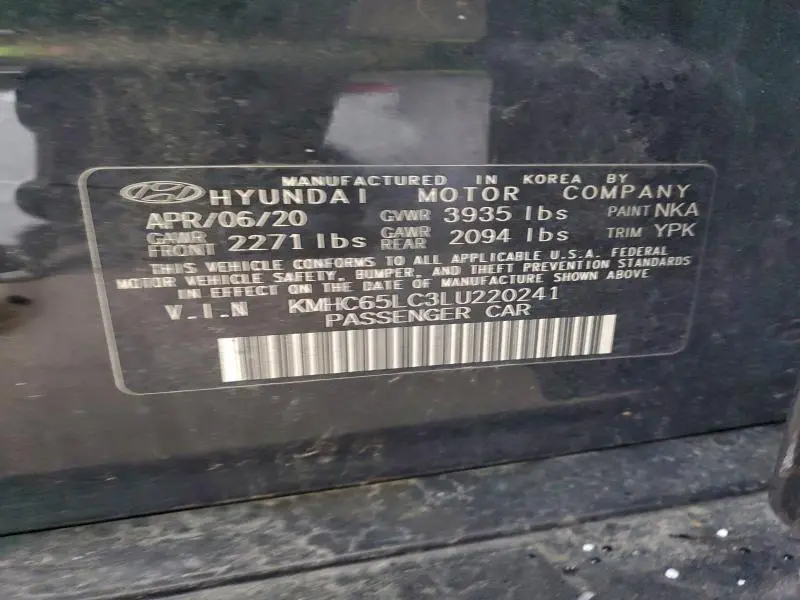 MANUFACTURED IN KOREA BY
HYUNDAI MOTOR COMPANY
APR/06/20 GVWR 3935 lbs PAINT NKA
GAWR FRONT 2271 lbs GAWR REAR 2094 lbs TRIM YPK
THIS VEHICLE CONFORMS TO ALL APPLICABLE U.S.A. FEDERAL
MOTOR VEHICLE SAFETY, BUMPER, AND THEFT PREVENTION STANDARDS
IN EFFECT ON THE DATE OF MANUFACTURE SHOWN ABOVE
V.I.N KMHC65LC3LU220241
PASSENGER CAR